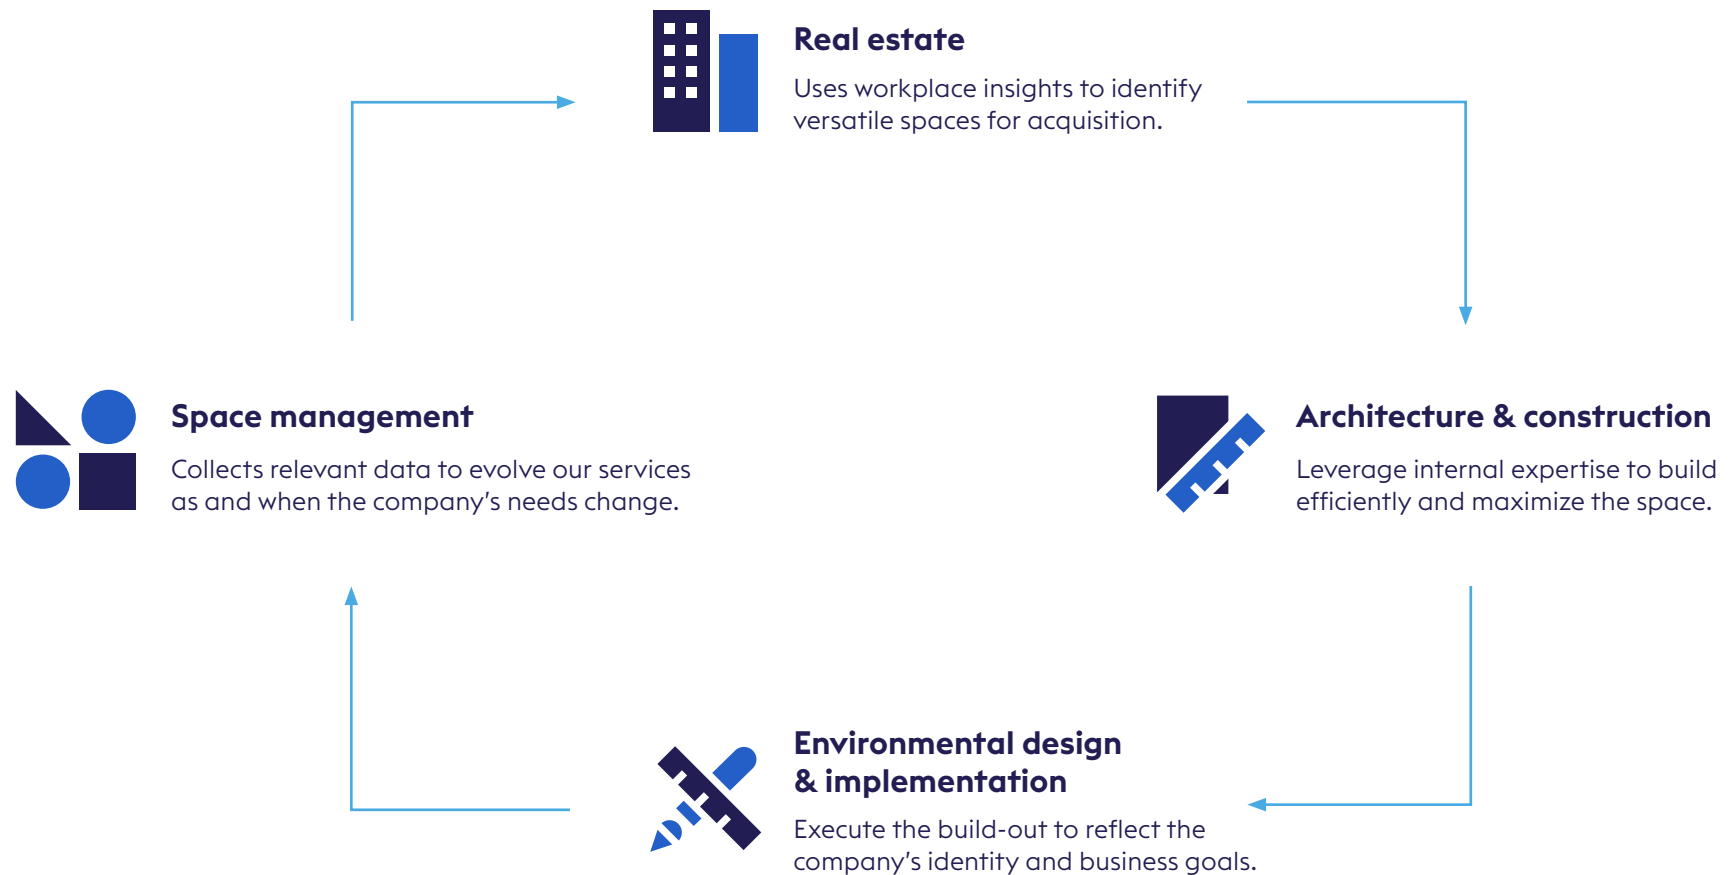 Real estate
Uses workplace insights to identify
versatile spaces for acquisition.
Space management
Collects relevant data to evolve our services
as and when the company’s needs change.
Architecture & construction
Leverage internal expertise to build
efficiently and maximize the space.
Environmental design
& implementation
Execute the build-out to reflect the
company’s identity and business goals.